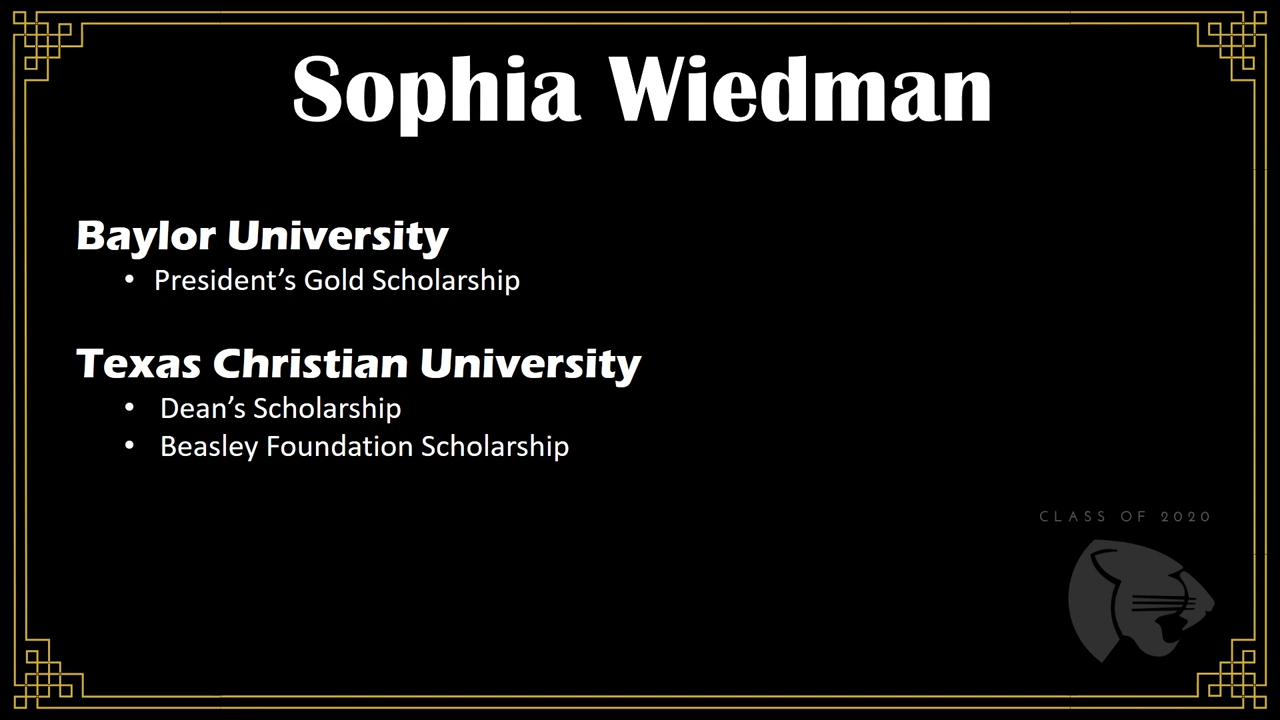 Sophia Wiedman
Baylor University
• President’s Gold Scholarship
Texas Christian University
• Dean’s Scholarship
• Beasley Foundation Scholarship
CLASS OF 2020